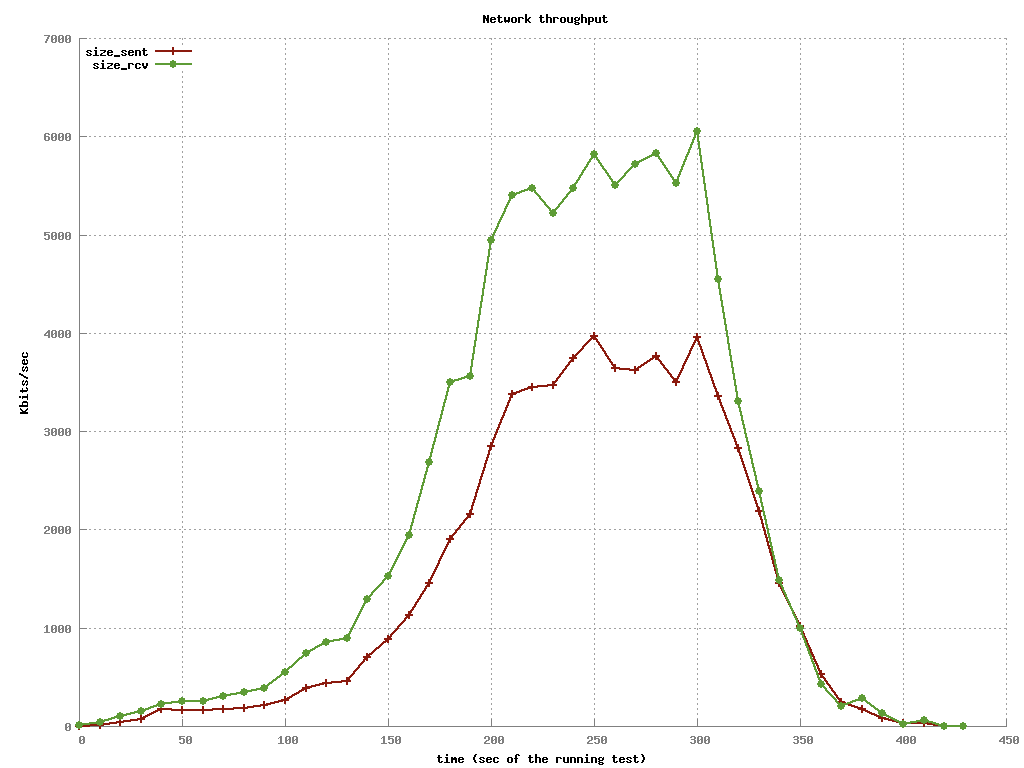 Network throughput
7000
size_sent
size_rcv
6000
5000
4000
Kbits/sec
3000
2000
1000
0
0 50 100 150 200 250 300 350 400 450
time (sec of the running test)